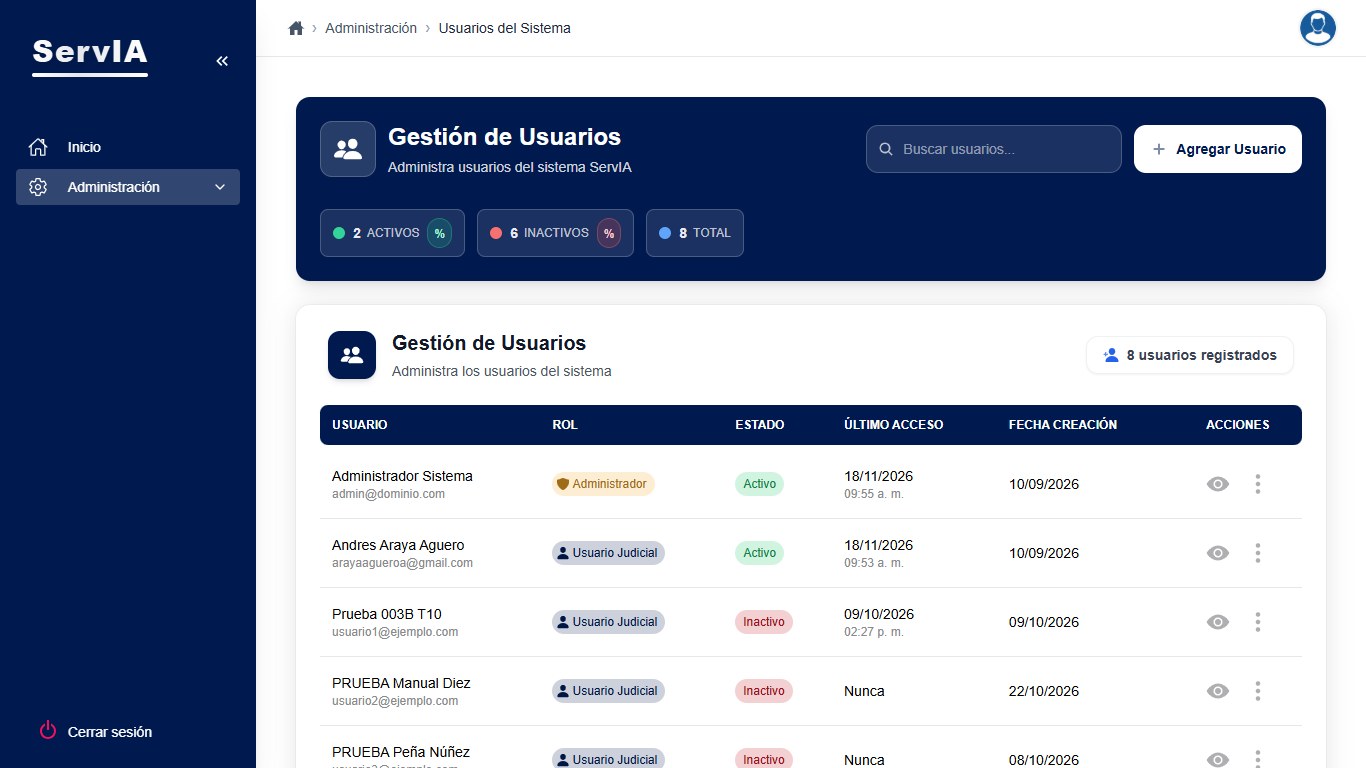 ServIA
Inicio
Administración
Cerrar sesión
Administración Usuarios del Sistema
Gestión de Usuarios
Administra usuarios del sistema ServIA
Buscar usuarios...
Agregar Usuario
2 ACTIVOS %
6 INACTIVOS %
8 TOTAL
Gestión de Usuarios
Administra los usuarios del sistema
8 usuarios registrados
USUARIO ROL ESTADO ÚLTIMO ACCESO FECHA CREACIÓN ACCIONES
Administrador Sistema
admin@dominio.com
Administrador
Activo
18/11/2026
09:55 a. m.
10/09/2026
Andres Araya Aguero
arayaagueroa@gmail.com
Usuario Judicial
Activo
18/11/2026
09:53 a. m.
10/09/2026
Prueba 003B T10
usuario1@ejemplo.com
Usuario Judicial
Inactivo
09/10/2026
02:27 p. m.
09/10/2026
PRUEBA Manual Diez
usuario2@ejemplo.com
Usuario Judicial
Inactivo
Nunca
22/10/2026
PRUEBA Peña Núñez
Usuario Judicial
Inactivo
Nunca
08/10/2026